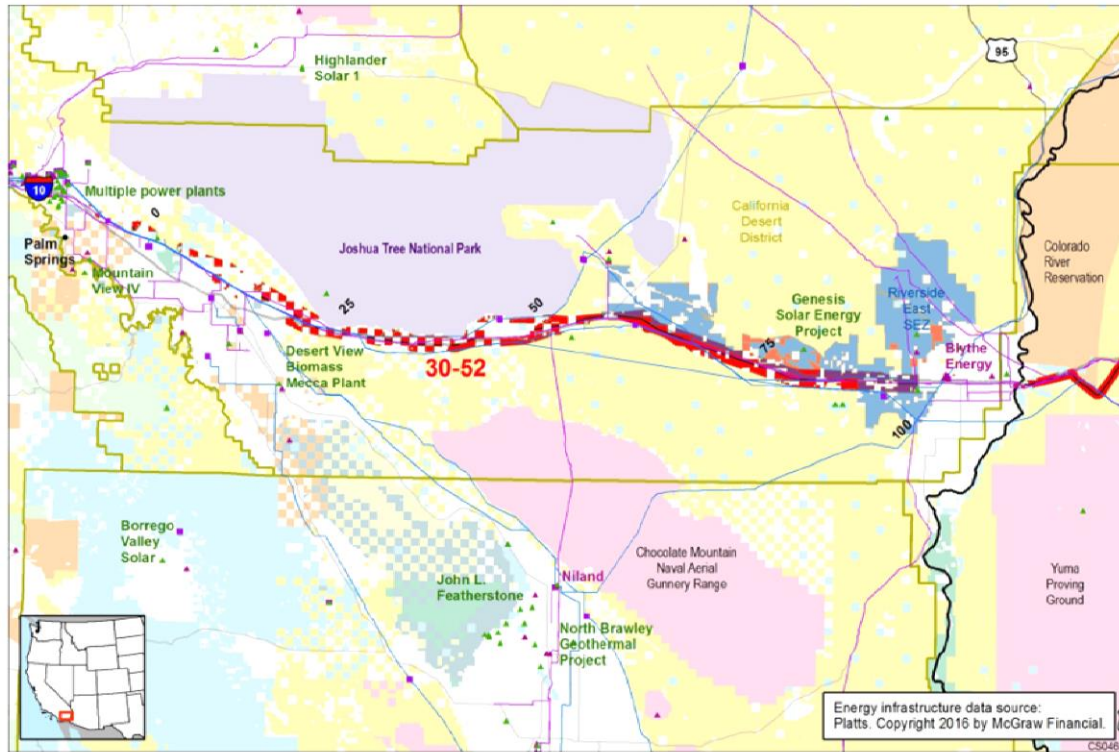 95
Highlander
Solar 1
10
Multiple power plants
0
Palm
Springs
Mountain
View IV
Joshua Tree National Park
California
Desert
District
Colorado
River
Reservation
25
50
Genesis
Solar Energy
Project
Riverside
East
SEZ
75
Desert View
Biomass
Mecca Plant
30-52
Blythe
Energy
100
Borrego
Valley
Solar
John L.
Featherstone
Niland
Chocolate Mountain
Naval Aerial
Gunnery Range
Yuma
Proving
Ground
North Brawley
Geothermal
Project
Energy infrastructure data source:
Platts. Copyright 2016 by McGraw Financial.